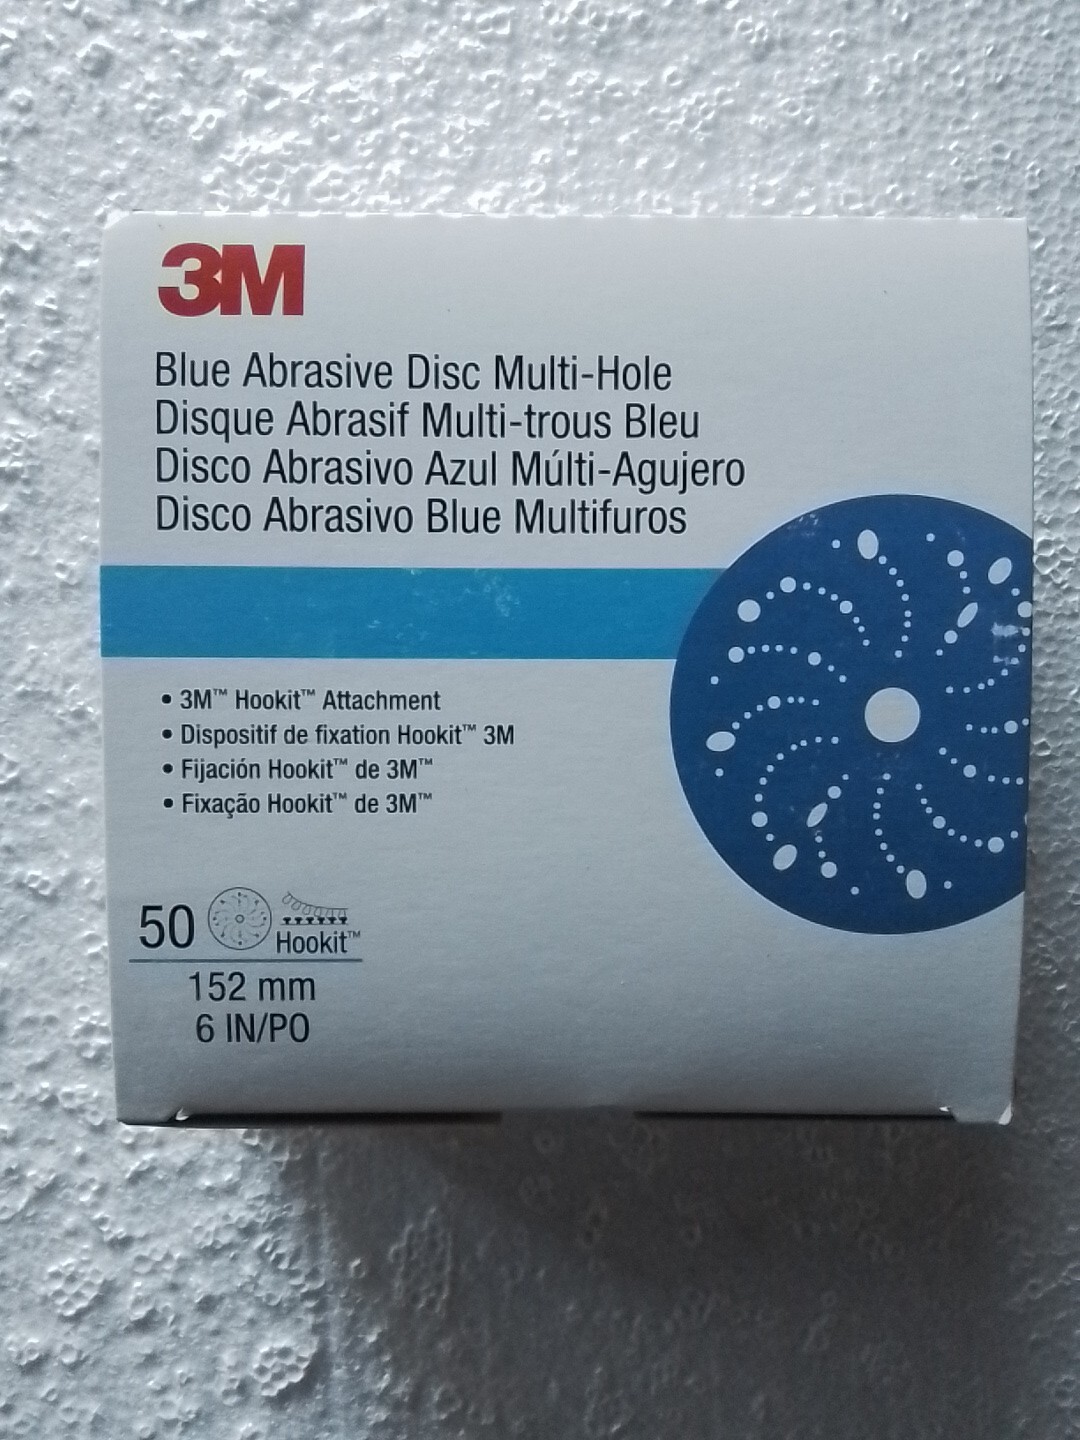 3M
Blue Abrasive Disc Multi-Hole
Disque Abrasif Multi-trous Bleu
Disco Abrasivo Azul Múlti-Agujero
Disco Abrasivo Blue Multifuros
• 3M™ Hookit™ Attachment
• Dispositif de fixation Hookit™ 3M
• Fijación Hookit™ de 3M™
• Fixação Hookit™ de 3M™
50 Hookit™
152 mm
6 IN/PO